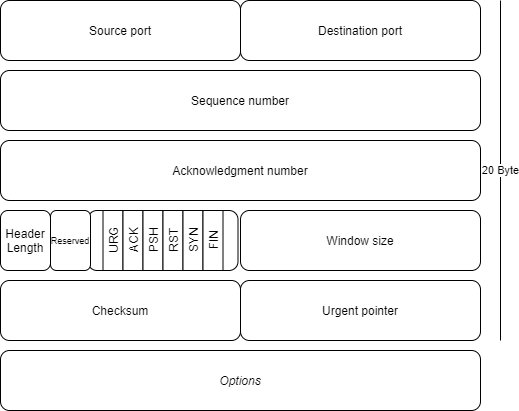 Source port
Destination port
Sequence number
Acknowledgment number
20 Byte
Header
Length
Reserved
URG
ACK
PSH
RST
SYN
FIN
Window size
Checksum
Urgent pointer
Options